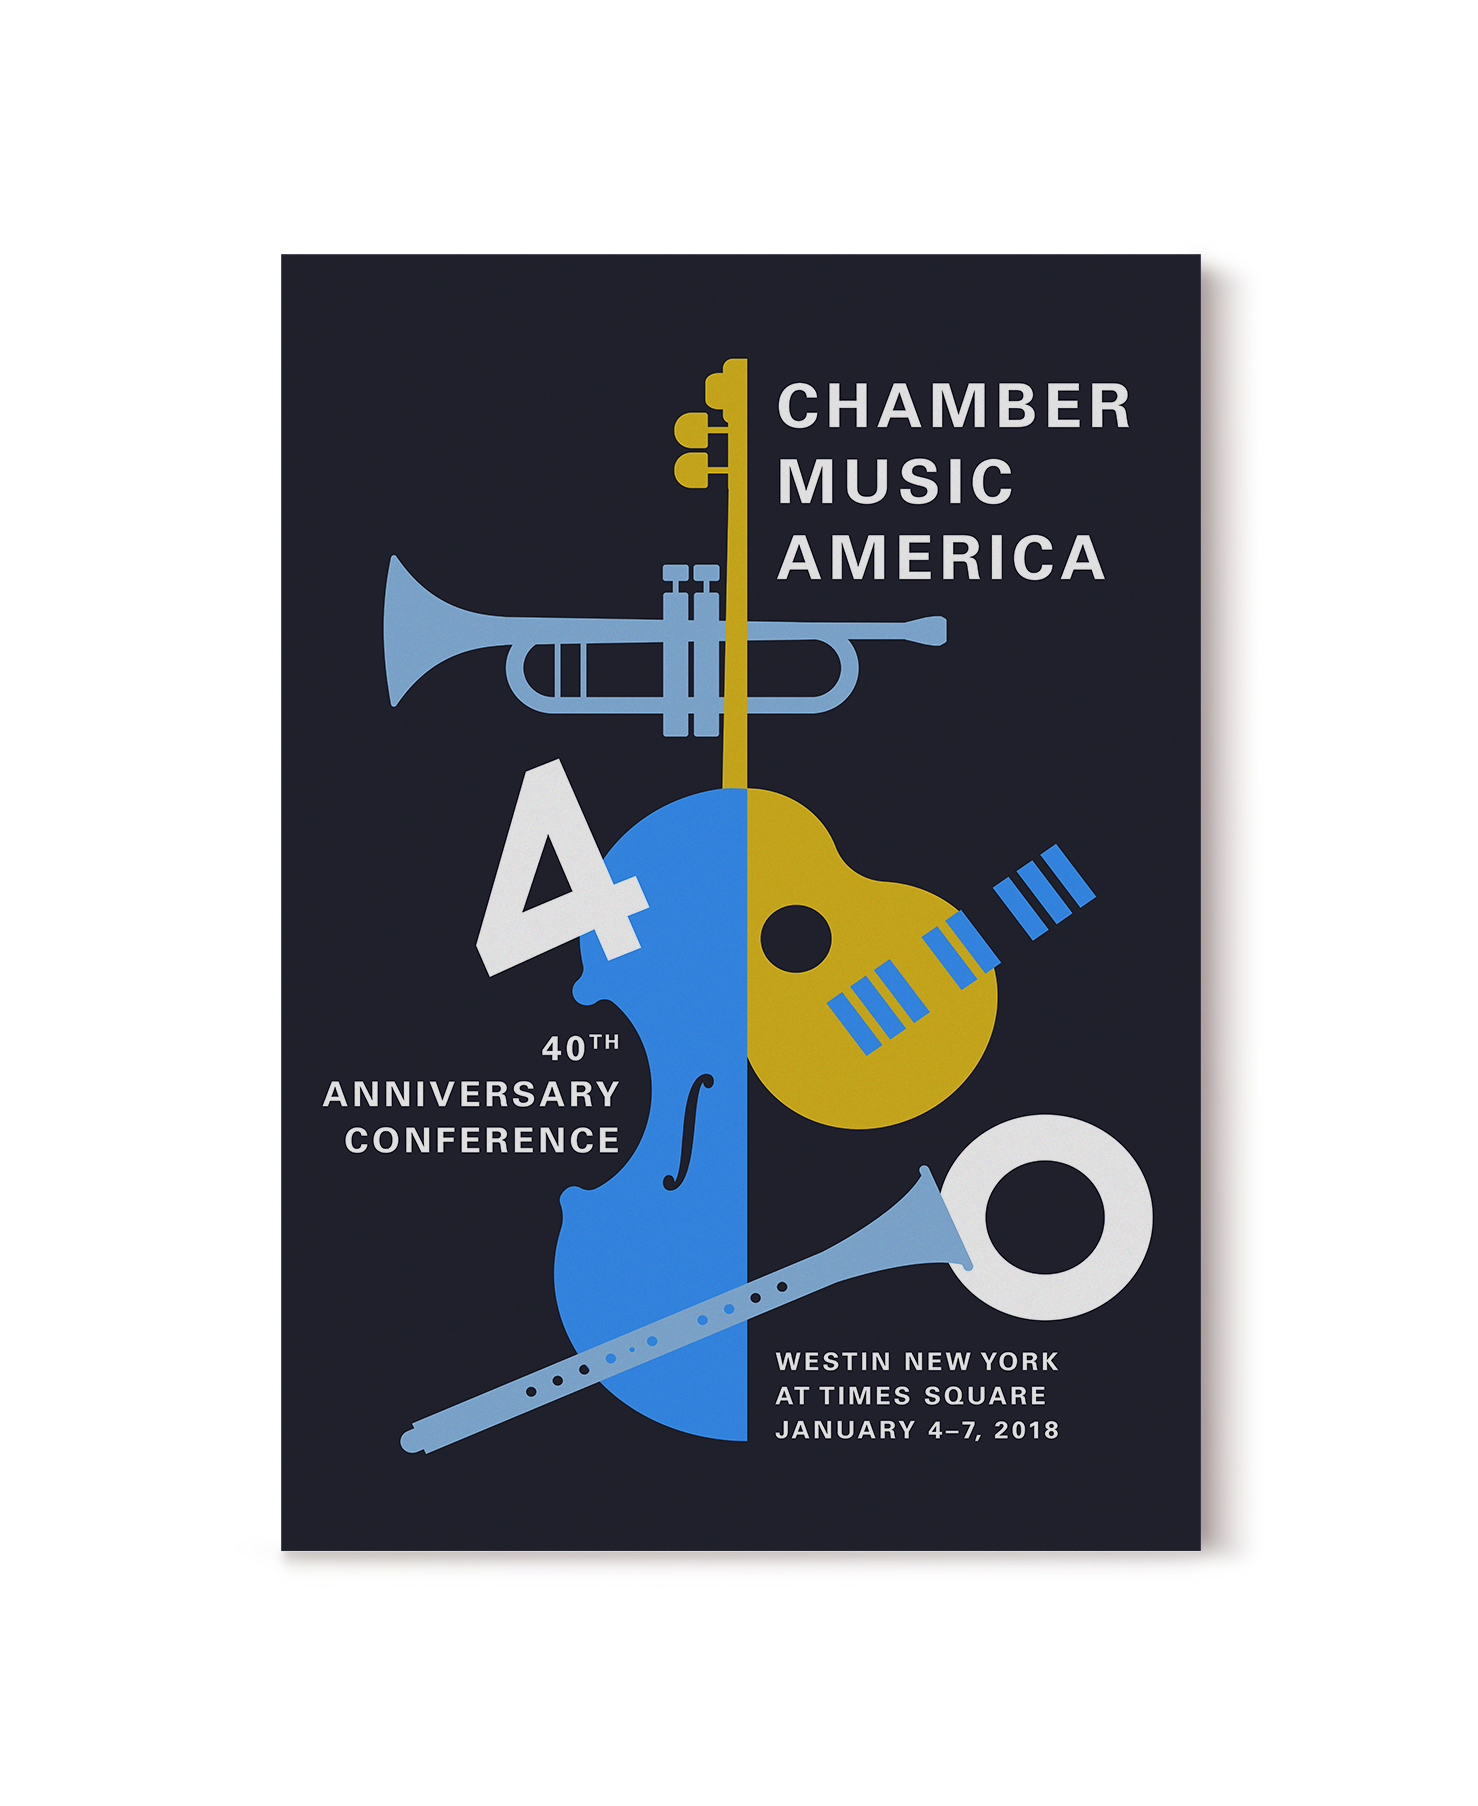 CHAMBER
MUSIC
AMERICA
4
40TH
ANNIVERSARY
CONFERENCE
0
WESTIN NEW YORK
AT TIMES SQUARE
JANUARY 4–7, 2018